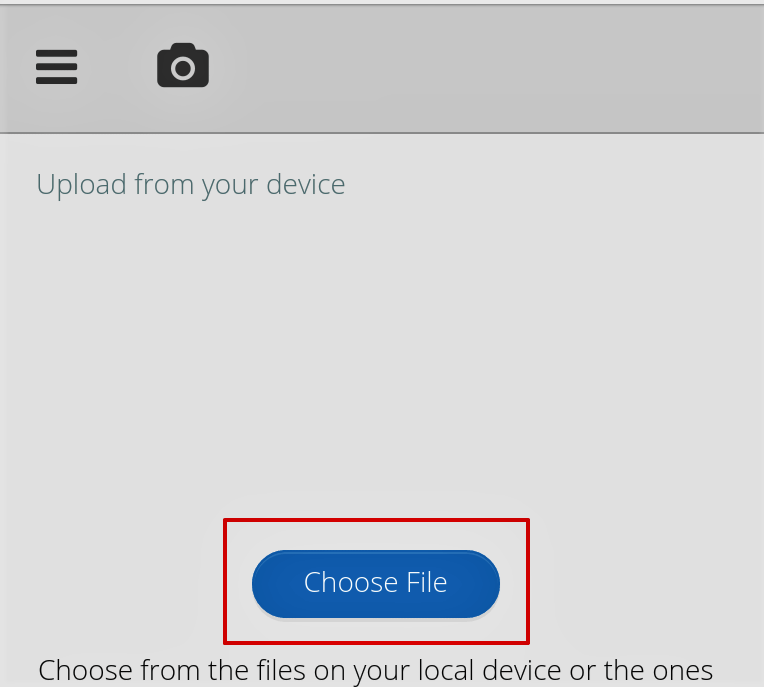 Upload from your device
Choose File
Choose from the files on your local device or the ones